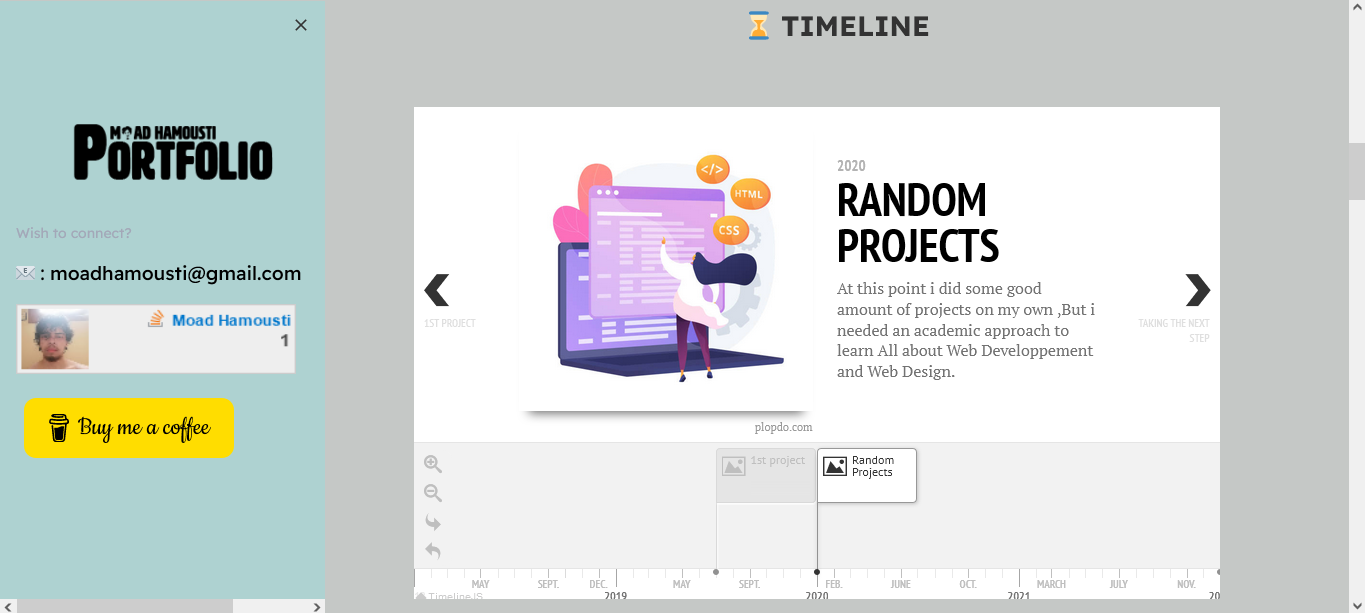 ⏳ TIMELINE
MOAD HAMOUSTI
PORTFOLIO
Wish to connect?
: moadhamousti@gmail.com
Moad Hamousti
1
Buy me a coffee
</>
HTML
CSS
2020
RANDOM
PROJECTS
At this point i did some good
amount of projects on my own ,But i
needed an academic approach to
learn All about Web Developpement
and Web Design.
1ST PROJECT
TAKING THE NEXT
STEP
plopdo.com
1st project
Random
Projects
MAY SEPT. DEC. MAY SEPT. FEB. JUNE OCT. MARCH JULY NOV.
2019 2020 2021
TimelineJS